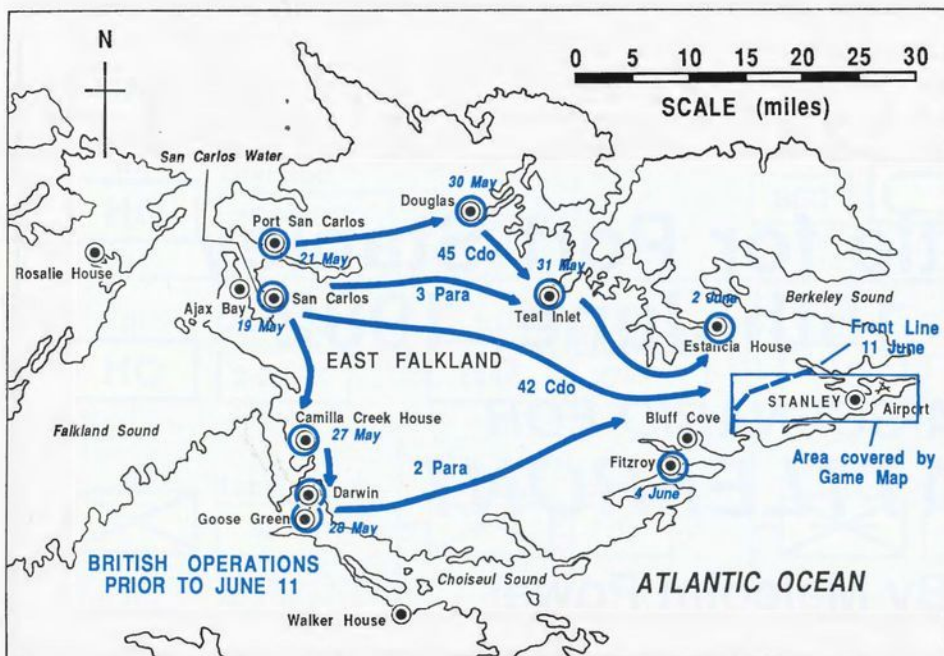 N
0 5 10 15 20 25 30
SCALE (miles)
San Carlos Water
30 May
Douglas
Port San Carlos
21 May
45 Cdo
31 May
Rosalie House
Ajax Bay
San Carlos
3 Para
Teal Inlet
2 June
Berkeley Sound
19 May
Estancia House
Front Line
11 June
EAST FALKLAND
42 Cdo
STANLEY
Airport
Camilla Creek House
27 May
Bluff Cove
Falkland Sound
2 Para
Fitzroy
Area covered by
Game Map
Darwin
4 June
Goose Green
28 May
BRITISH OPERATIONS
PRIOR TO JUNE 11
Choiseul Sound
ATLANTIC OCEAN
Walker House